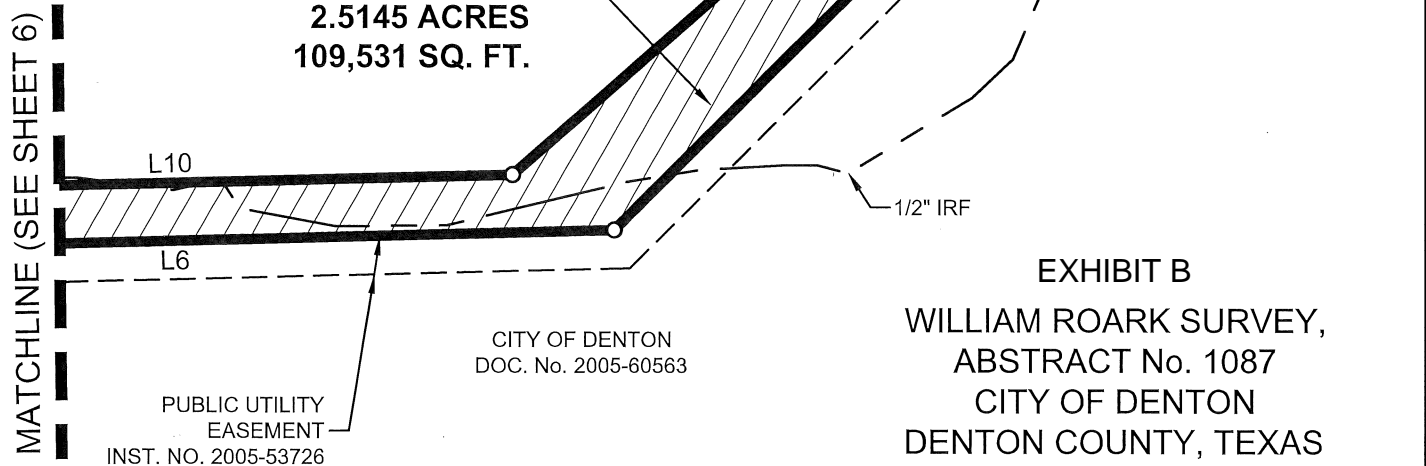 MATCHLINE (SEE SHEET 6)
2.5145 ACRES
109,531 SQ. FT.
L10
L6
1/2" IRF
CITY OF DENTON
DOC. No. 2005-60563
PUBLIC UTILITY
EASEMENT
INST. NO. 2005-53726
EXHIBIT B
WILLIAM ROARK SURVEY,
ABSTRACT No. 1087
CITY OF DENTON
DENTON COUNTY, TEXAS